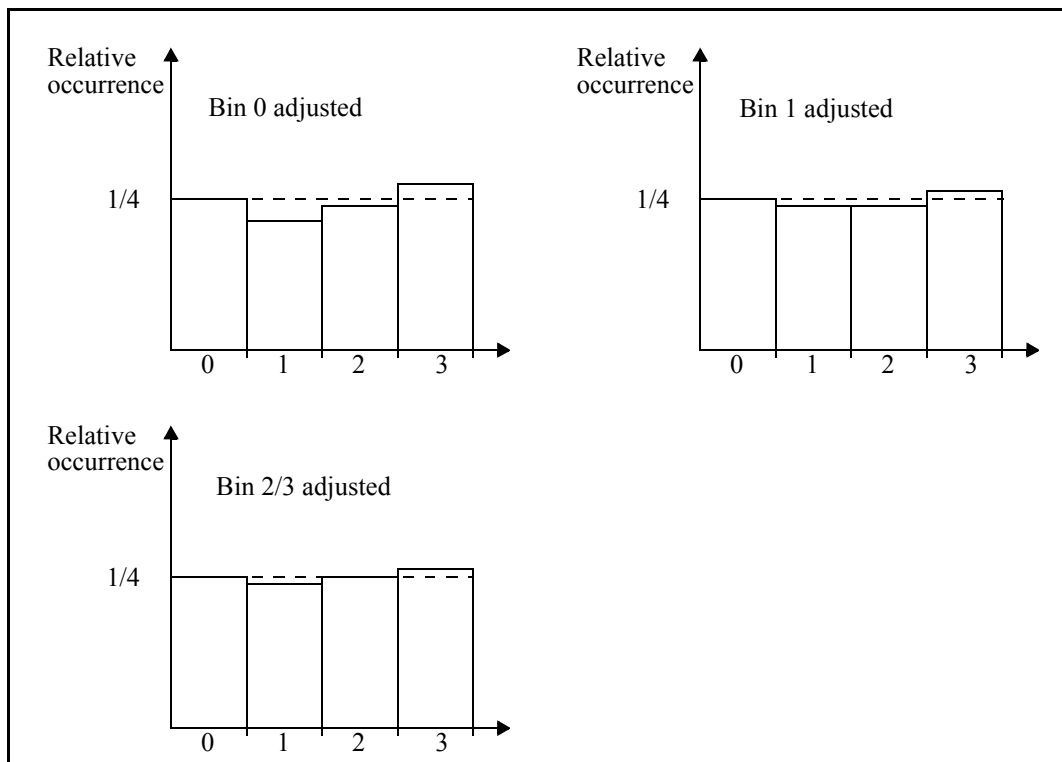 Relative
occurrence
Bin 0 adjusted
1/4
0 1 2 3
Relative
occurrence
Bin 1 adjusted
1/4
0 1 2 3
Relative
occurrence
Bin 2/3 adjusted
1/4
0 1 2 3